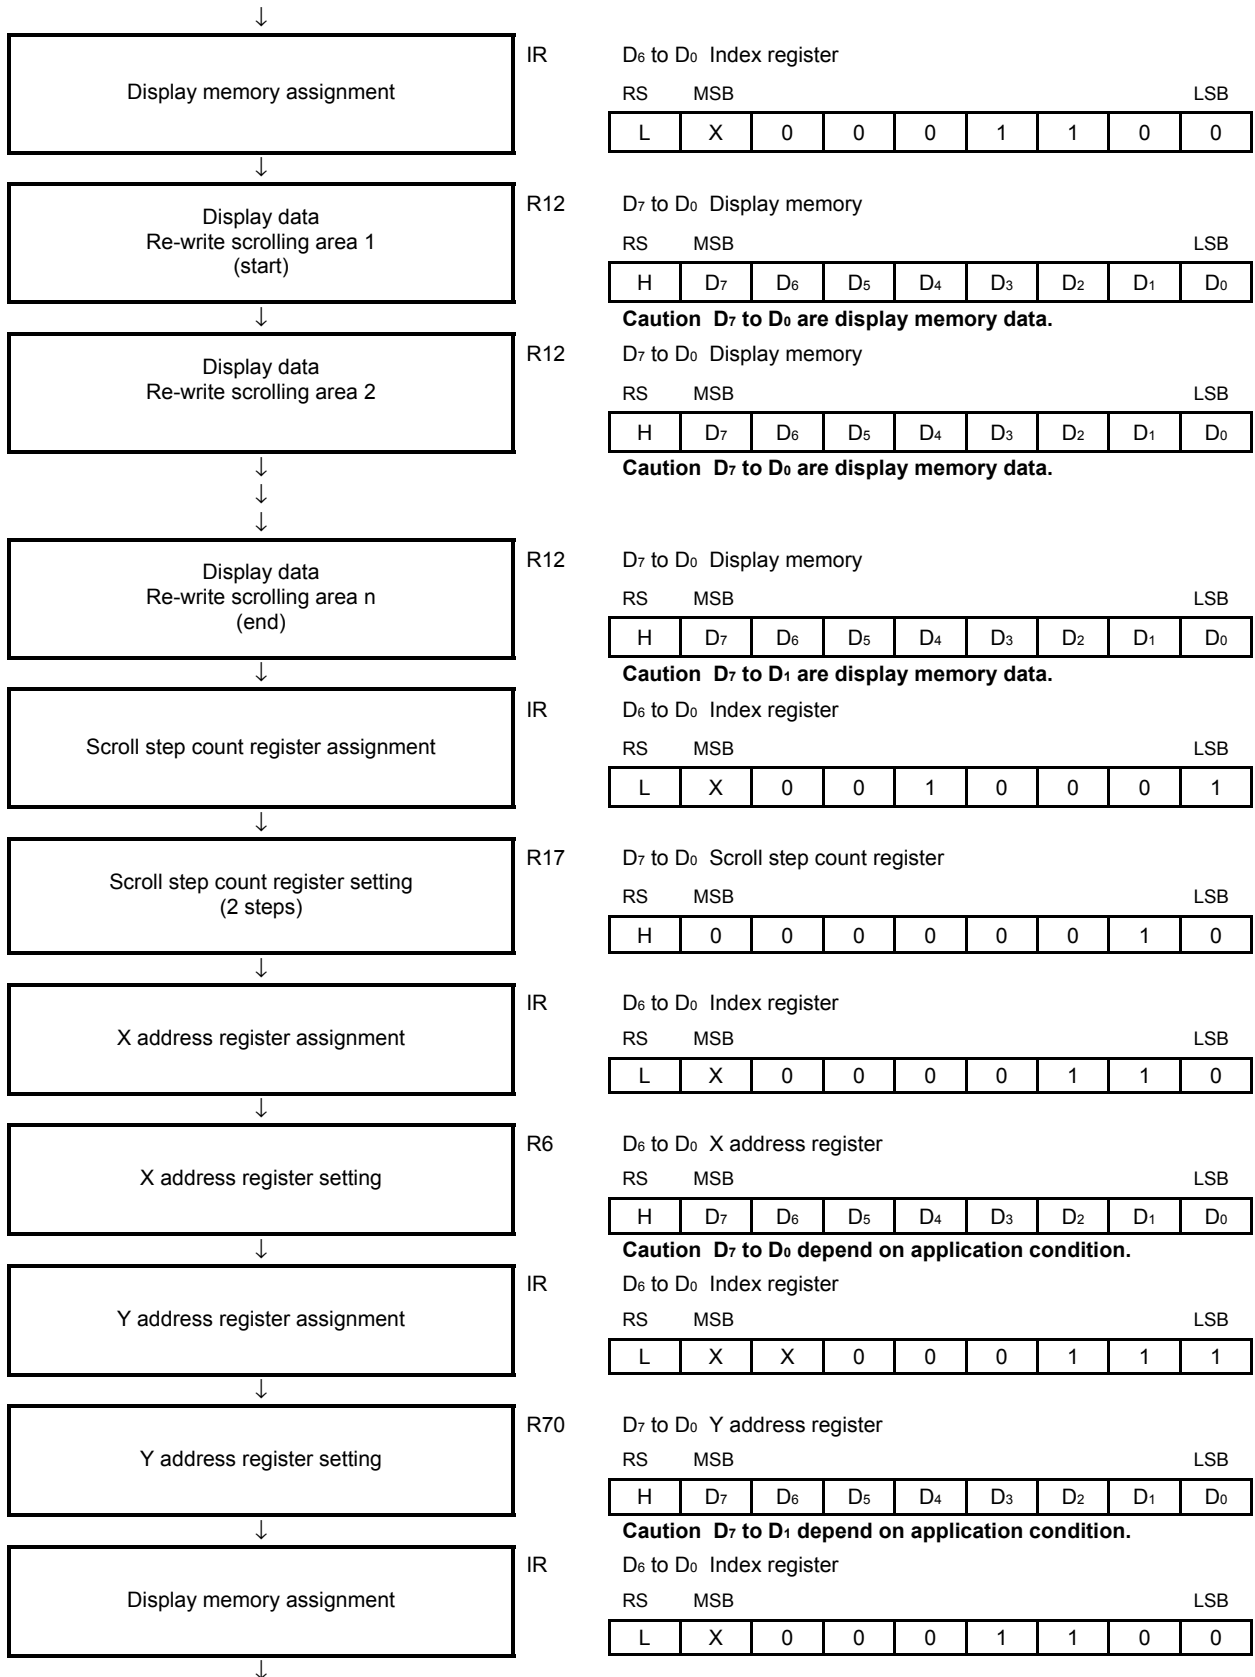 ↓
Display memory assignment
IR D6 to D0 Index register
RS MSB LSB
L X 0 0 0 1 1 0 0
↓
Display data
Re-write scrolling area 1
(start)
R12 D7 to D0 Display memory
RS MSB LSB
H D7 D6 D5 D4 D3 D2 D1 D0
Caution D7 to D0 are display memory data.
↓
Display data
Re-write scrolling area 2
R12 D7 to D0 Display memory
RS MSB LSB
H D7 D6 D5 D4 D3 D2 D1 D0
Caution D7 to D0 are display memory data.
↓
↓
↓
Display data
Re-write scrolling area n
(end)
R12 D7 to D0 Display memory
RS MSB LSB
H D7 D6 D5 D4 D3 D2 D1 D0
Caution D7 to D1 are display memory data.
↓
Scroll step count register assignment
IR D6 to D0 Index register
RS MSB LSB
L X 0 0 1 0 0 0 1
↓
Scroll step count register setting
(2 steps)
R17 D7 to D0 Scroll step count register
RS MSB LSB
H 0 0 0 0 0 0 1 0
↓
X address register assignment
IR D6 to D0 Index register
RS MSB LSB
L X 0 0 0 0 1 1 0
↓
X address register setting
R6 D6 to D0 X address register
RS MSB LSB
H D7 D6 D5 D4 D3 D2 D1 D0
Caution D7 to D0 depend on application condition.
↓
Y address register assignment
IR D6 to D0 Index register
RS MSB LSB
L X X 0 0 0 1 1 1
↓
Y address register setting
R70 D7 to D0 Y address register
RS MSB LSB
H D7 D6 D5 D4 D3 D2 D1 D0
Caution D7 to D1 depend on application condition.
↓
Display memory assignment
IR D6 to D0 Index register
RS MSB LSB
L X 0 0 0 1 1 0 0
↓